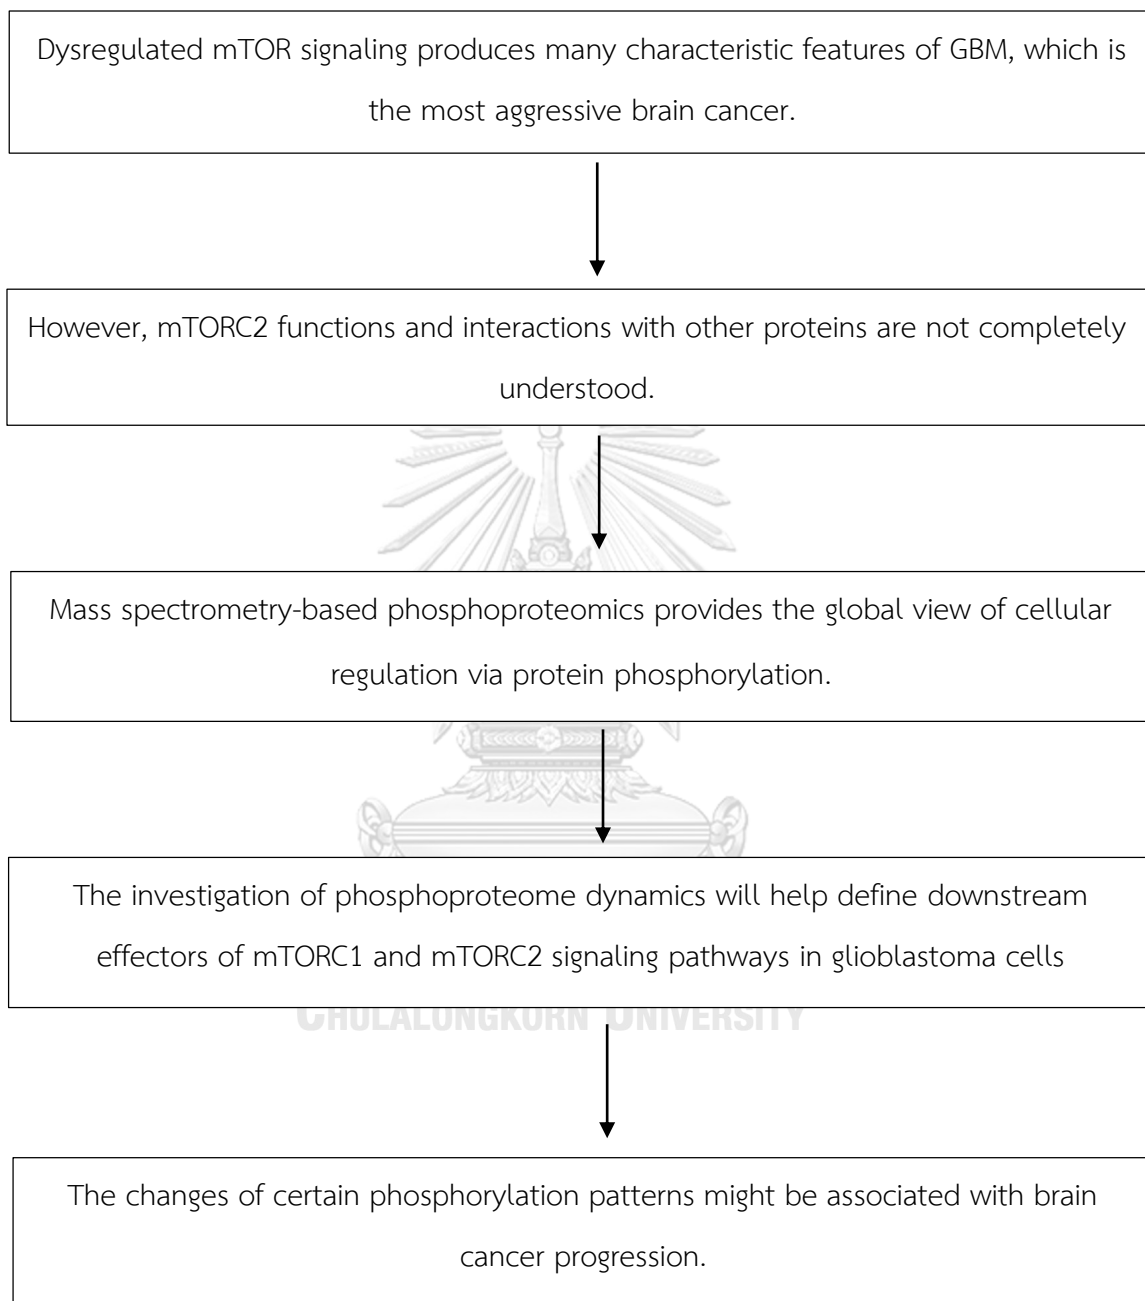 Dysregulated mTOR signaling produces many characteristic features of GBM, which is
the most aggressive brain cancer.
However, mTORC2 functions and interactions with other proteins are not completely
understood.
Mass spectrometry-based phosphoproteomics provides the global view of cellular
regulation via protein phosphorylation.
The investigation of phosphoproteome dynamics will help define downstream
effectors of mTORC1 and mTORC2 signaling pathways in glioblastoma cells
CHULALONGKORN UNIVERSITY
The changes of certain phosphorylation patterns might be associated with brain
cancer progression.